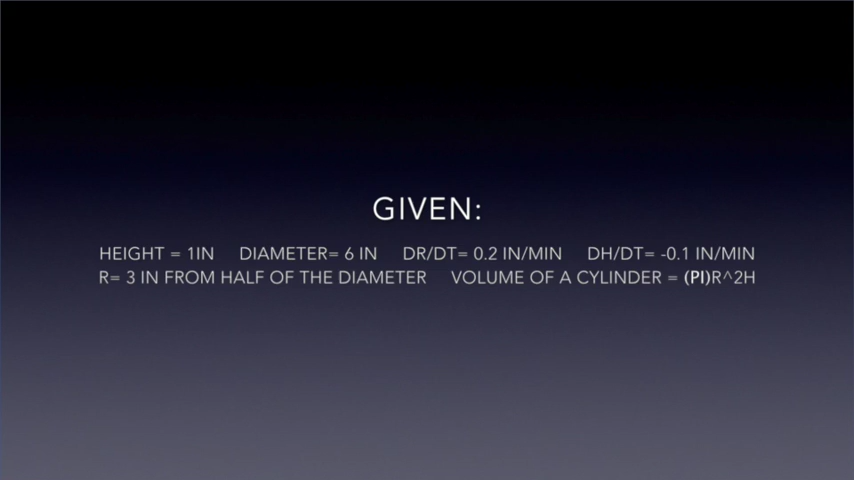 GIVEN:
HEIGHT = 1IN DIAMETER= 6 IN DR/DT= 0.2 IN/MIN DH/DT= -0.1 IN/MIN
R= 3 IN FROM HALF OF THE DIAMETER VOLUME OF A CYLINDER = (PI)R^2H